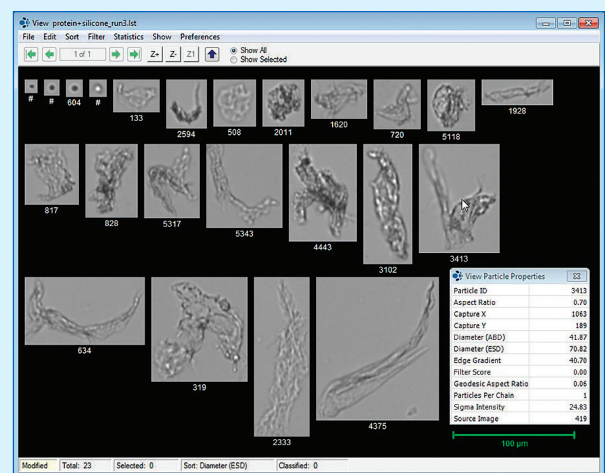 View protein+silicone_run3.lst
File Edit Sort Filter Statistics Show Preferences
1 of 1 Z+ Z- Z1 Show All
Show Selected
# # 604 # 133 2594 508 2011 1620 720 5118 1928
817 828 5317 5343 4443 3102 3413
634 319 2333 4375
View Particle Properties
Particle ID 3413
Aspect Ratio 0.70
Capture X 1063
Capture Y 189
Diameter (ABD) 41.87
Diameter (ESD) 70.82
Edge Gradient 40.70
Filter Score 0.00
Geodesic Aspect Ratio 0.06
Particles Per Chain 1
Sigma Intensity 24.83
Source Image 419
100 µm
Modified Total: 23 Selected: 0 Sort: Diameter (ESD) Classified: 0